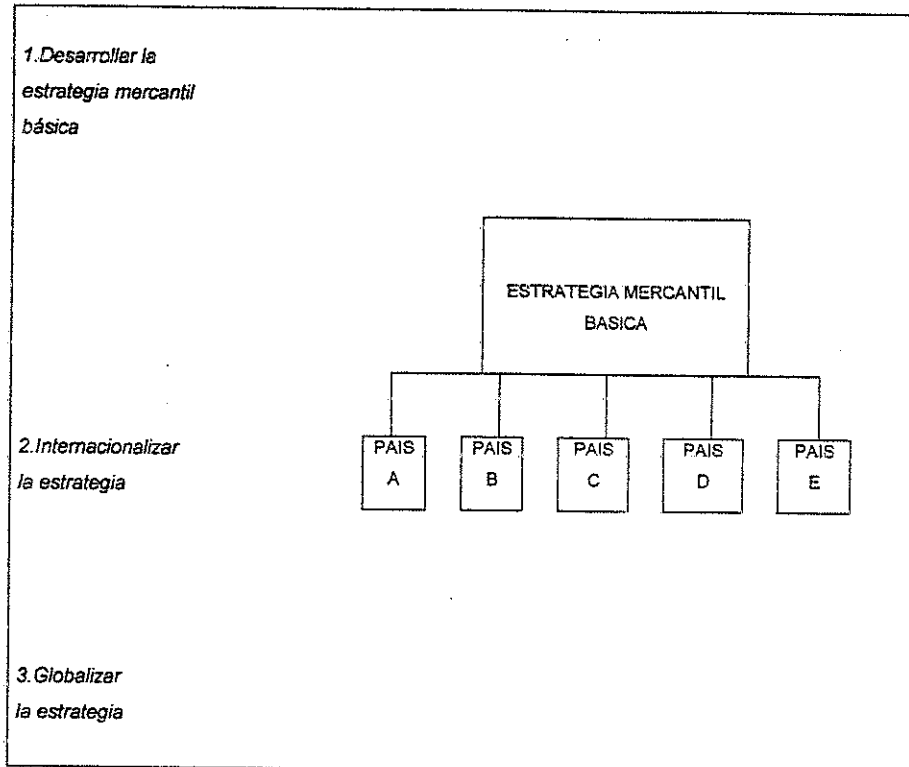 1.Desarrollar la
estrategia mercantil
básica
ESTRATEGIA MERCANTIL
BASICA
2.Internacionalizar
la estrategia
PAIS
A
PAIS
B
PAIS
C
PAIS
D
PAIS
E
3.Globalizar
la estrategia